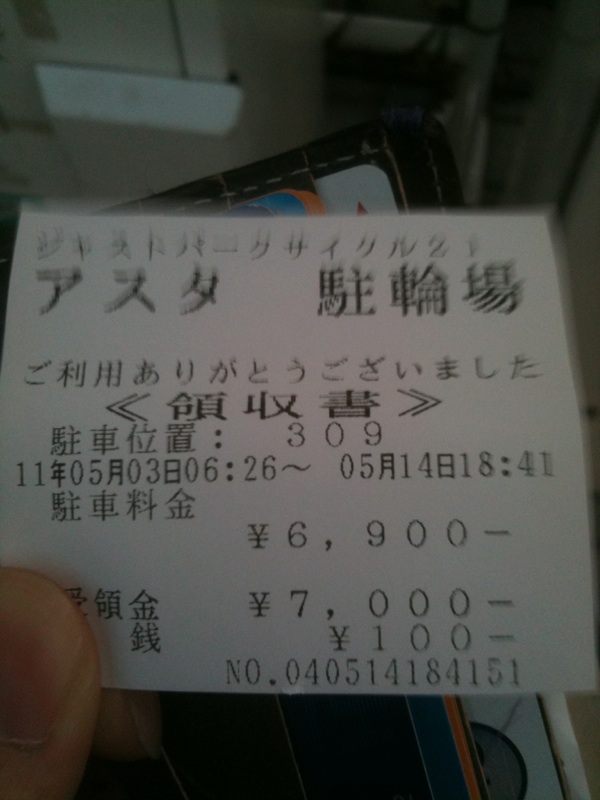 ジャストパークサイクル21
アスタ 駐輪場
ご利用ありがとうございました
≪領収書≫
駐車位置: 309
11年05月03日06:26～ 05月14日18:41
駐車料金
¥6,900-
受領金 ¥7,000-
銭 ¥100-
NO.040514184151